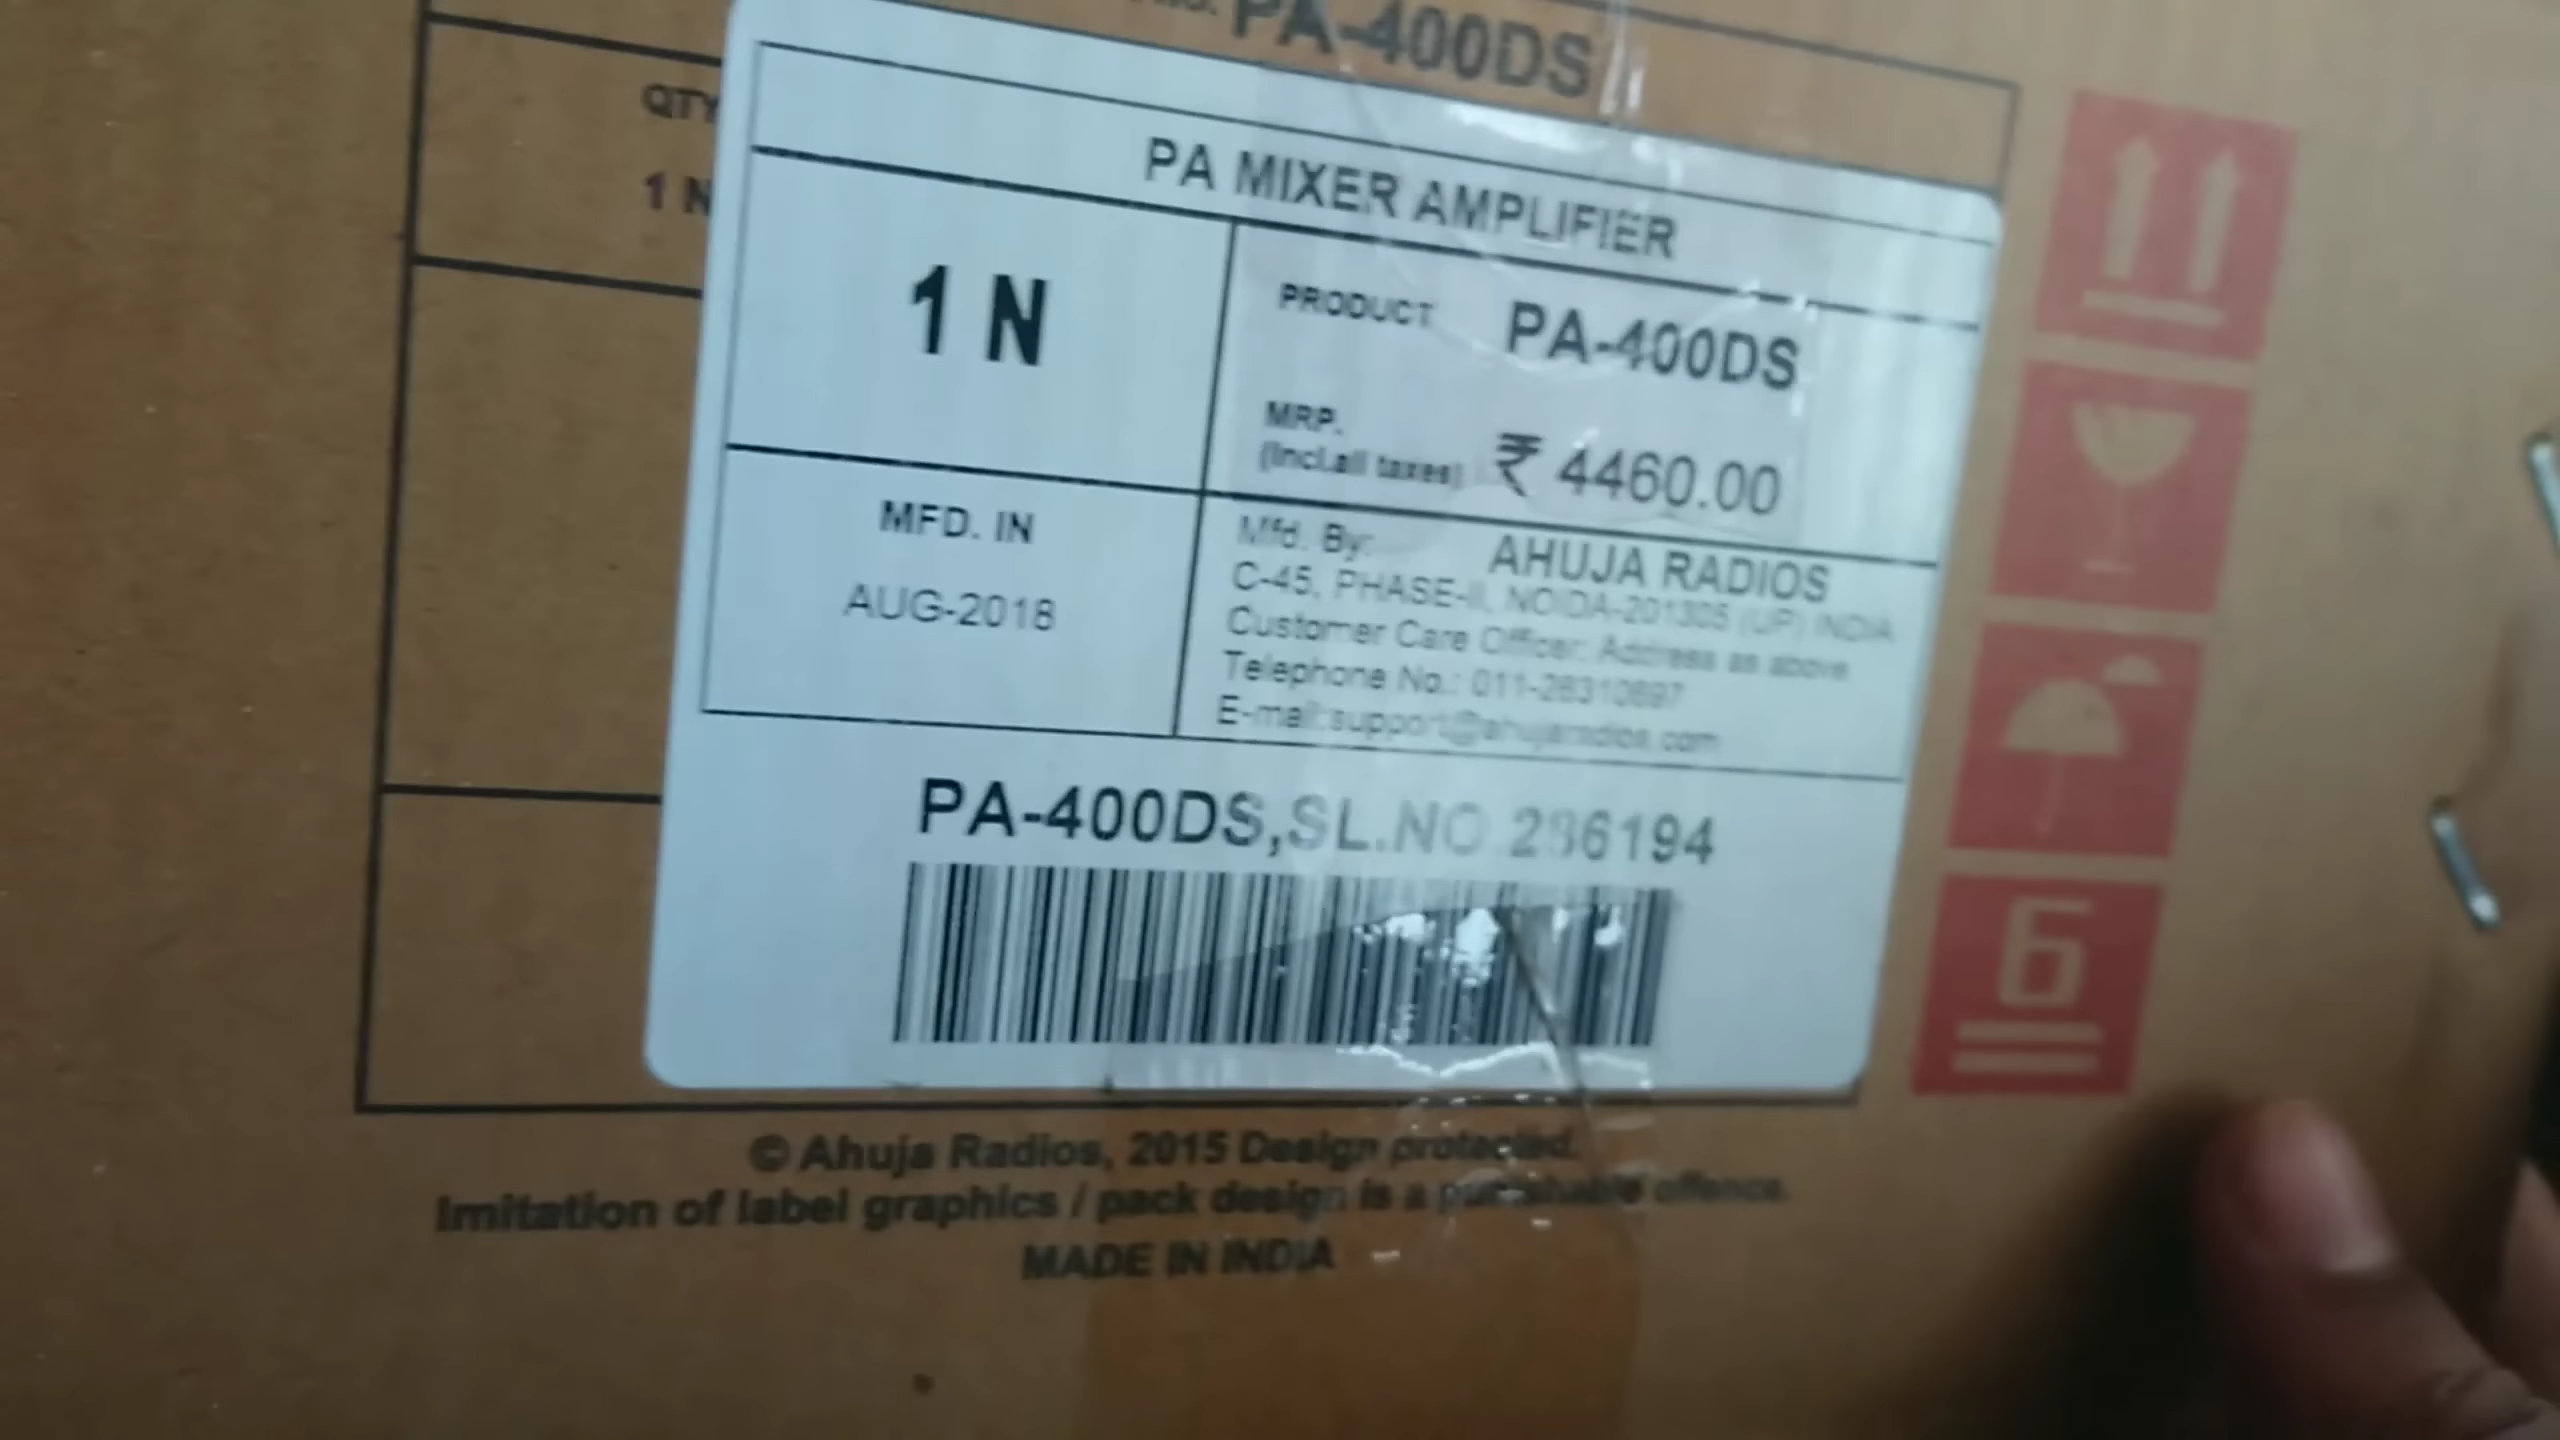 PA-400DS
QTY
1 N
PA MIXER AMPLIFIER
1 N
PRODUCT PA-400DS
MRP.
(Incl.all taxes) ₹ 4460.00
MFD. IN
AUG-2018
Mfd. By: AHUJA RADIOS
C-45, PHASE-II, NOIDA-201305 (UP) INDIA
Customer Care Officer: Address as above
Telephone No.:
E-mail:support@ahujaradios.com
PA-400DS,SL.NO 286194
6
© Ahuja Radios, 2015 Design protected.
Imitation of label graphics / pack design is a punishable offence.
MADE IN INDIA